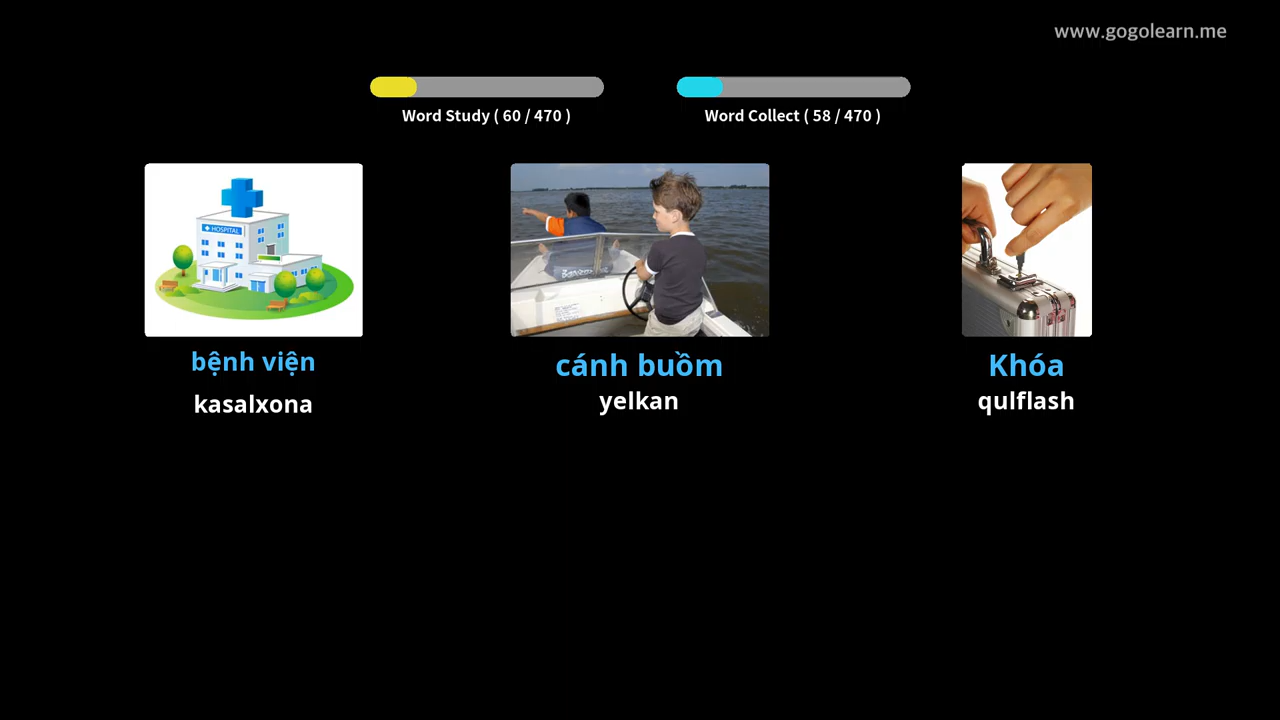 www.gogolearn.me
Word Study ( 60 / 470 )
Word Collect ( 58 / 470 )
HOSPITAL
bệnh viện
cánh buồm
Khóa
kasalxona
yelkan
qulflash